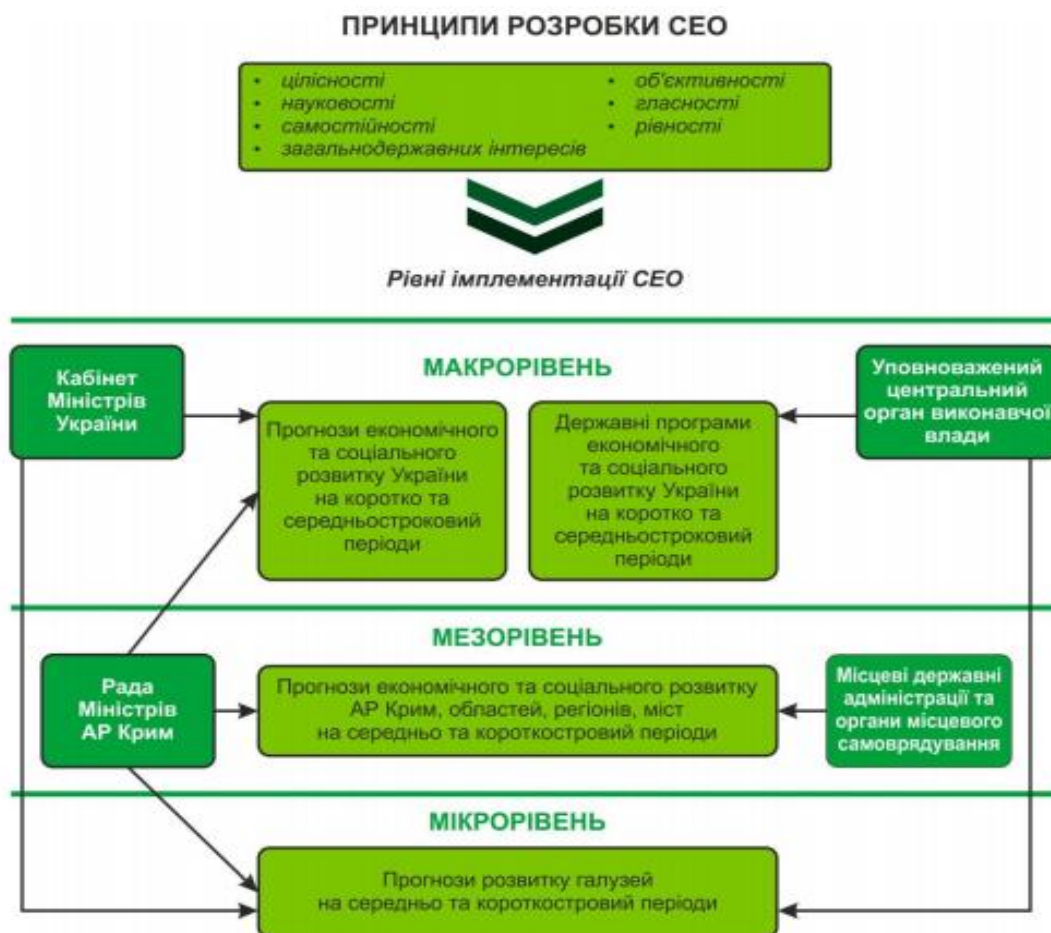 ПРИНЦИПИ РОЗРОБКИ СЕО
• цілісності
• науковості
• самостійності
• загальнодержавних інтересів
• об'єктивності
• гласності
• рівності
Рівні імплементації СЕО
МАКРОРІВЕНЬ
Кабінет
Міністрів
України
Прогнози економічного
та соціального
розвитку України
на коротко та
середньостроковий
періоди
Державні програми
економічного
та соціального
розвитку України
на коротко та
середньостроковий
періоди
Уповноважений
центральний
орган виконавчої
влади
МЕЗОРІВЕНЬ
Рада
Міністрів
АР Крим
Прогнози економічного та соціального розвитку
АР Крим, областей, регіонів, міст
на середньо та короткостровий періоди
Місцеві державні
адміністрації та
органи місцевого
самоврядування
МІКРОРІВЕНЬ
Прогнози розвитку галузей
на середньо та короткостровий періоди